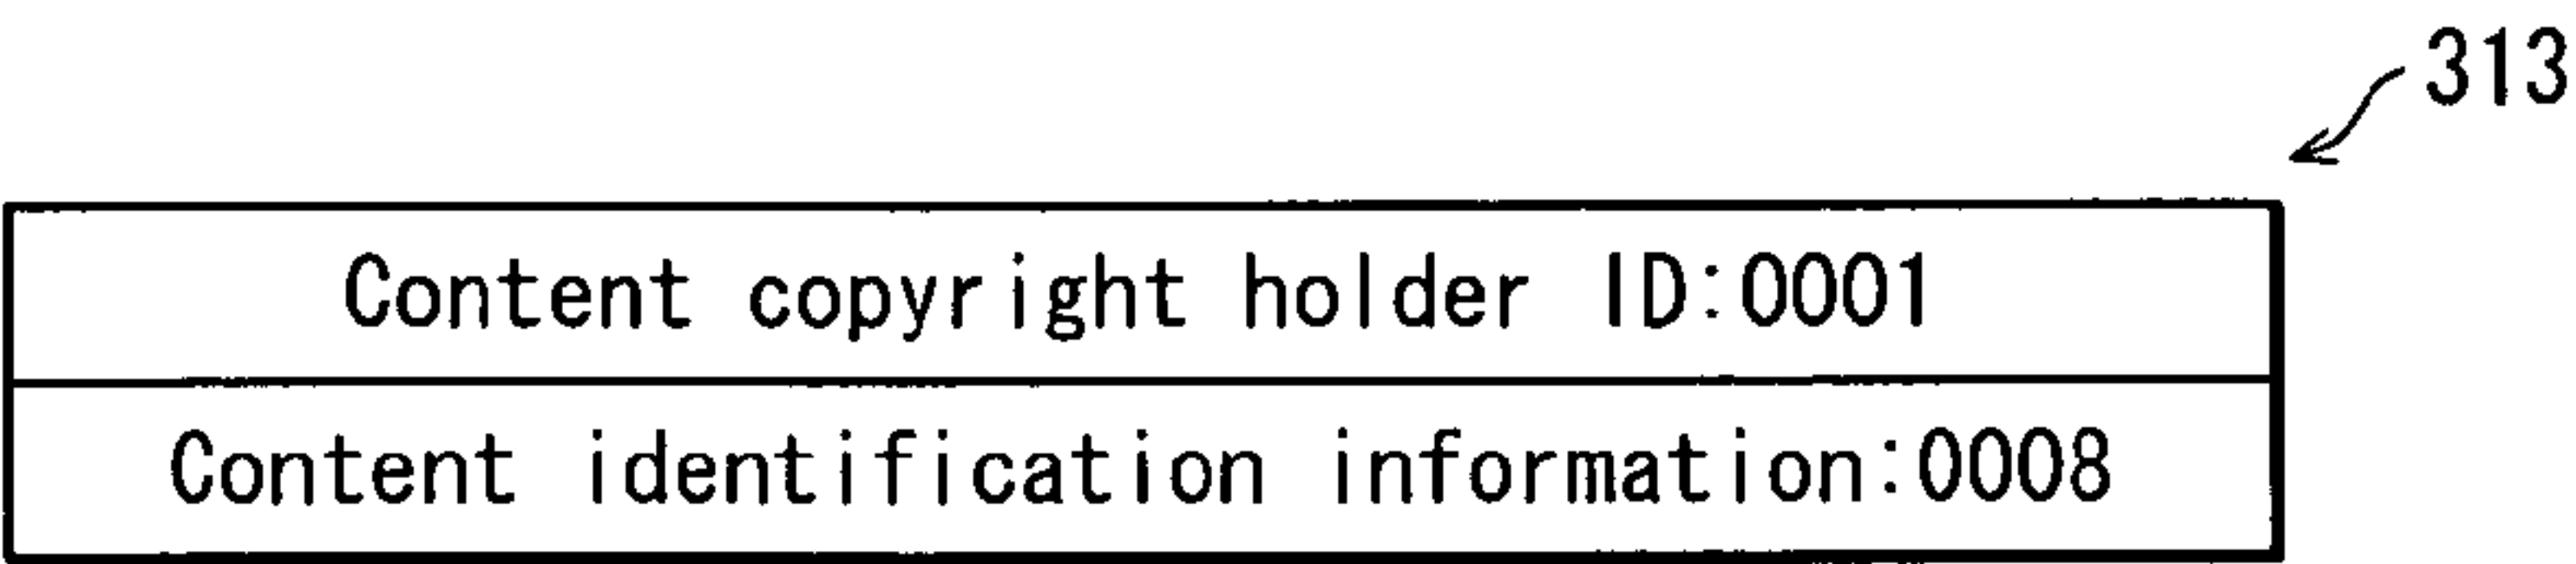 313
Content copyright holder ID:0001
Content identification information:0008